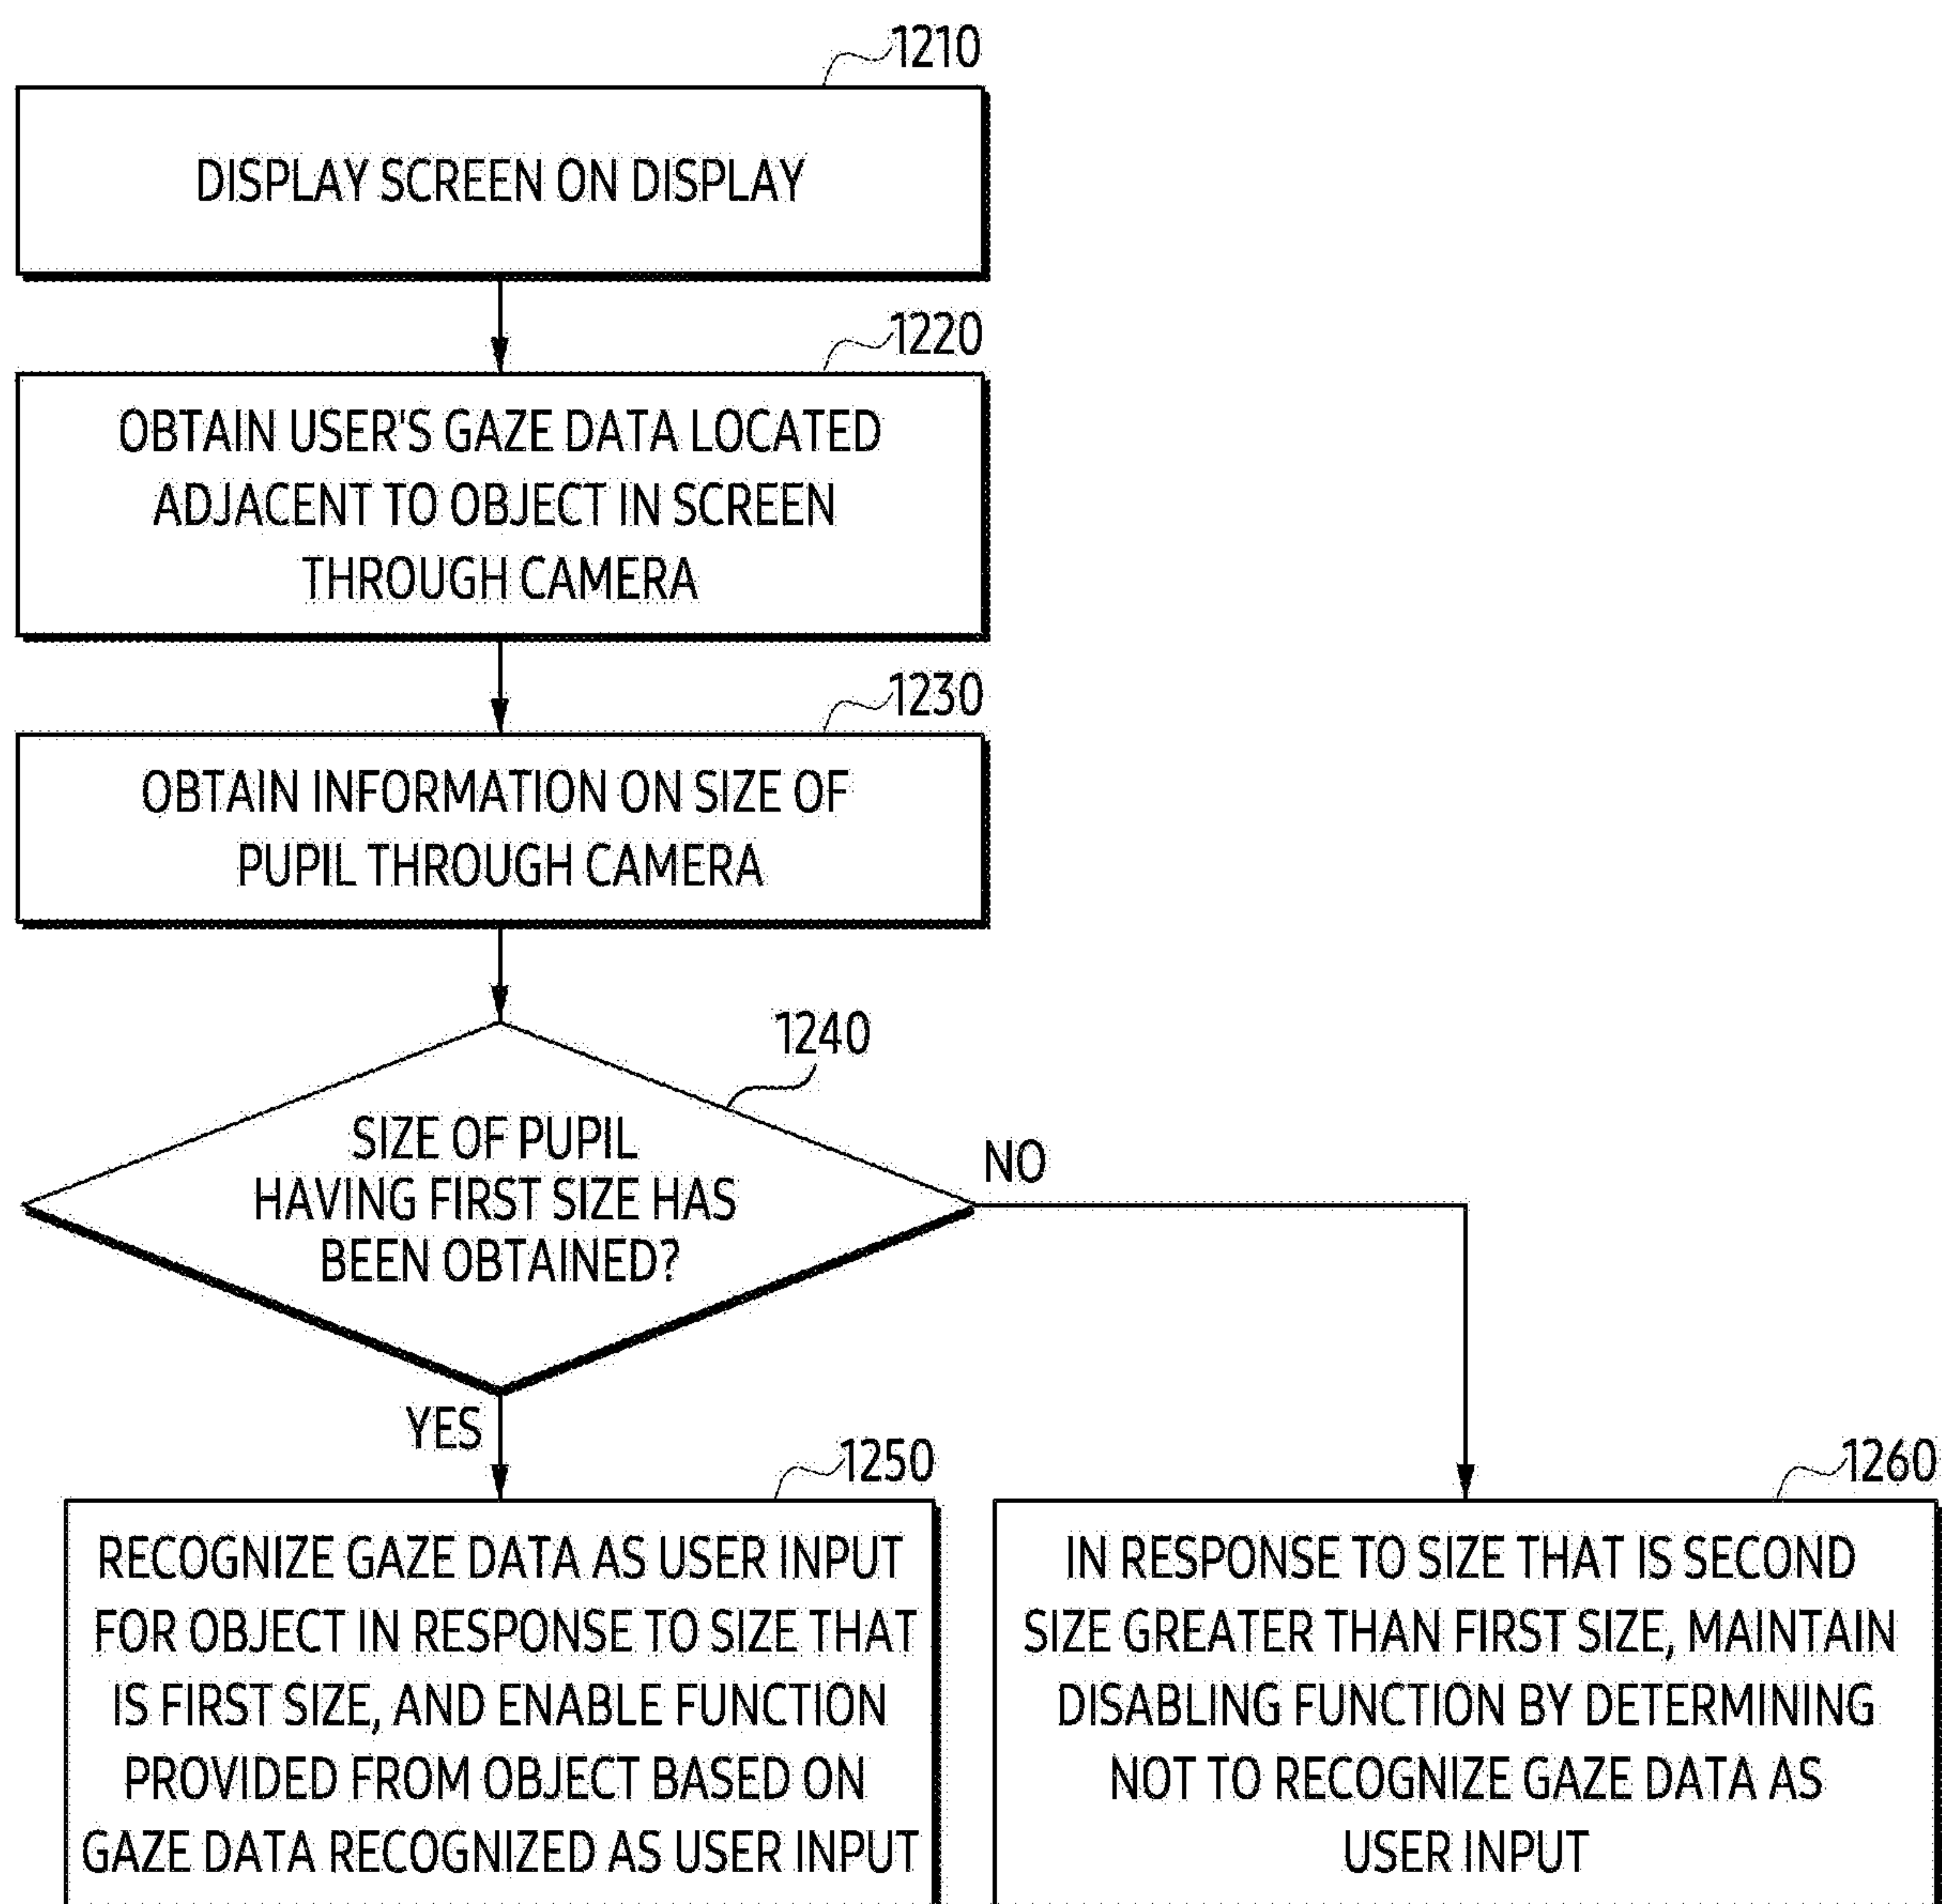 1210
DISPLAY SCREEN ON DISPLAY
1220
OBTAIN USER'S GAZE DATA LOCATED
ADJACENT TO OBJECT IN SCREEN
THROUGH CAMERA
1230
OBTAIN INFORMATION ON SIZE OF
PUPIL THROUGH CAMERA
1240
SIZE OF PUPIL
HAVING FIRST SIZE HAS
BEEN OBTAINED?
NO
YES
1250
RECOGNIZE GAZE DATA AS USER INPUT
FOR OBJECT IN RESPONSE TO SIZE THAT
IS FIRST SIZE, AND ENABLE FUNCTION
PROVIDED FROM OBJECT BASED ON
GAZE DATA RECOGNIZED AS USER INPUT
1260
IN RESPONSE TO SIZE THAT IS SECOND
SIZE GREATER THAN FIRST SIZE, MAINTAIN
DISABLING FUNCTION BY DETERMINING
NOT TO RECOGNIZE GAZE DATA AS
USER INPUT